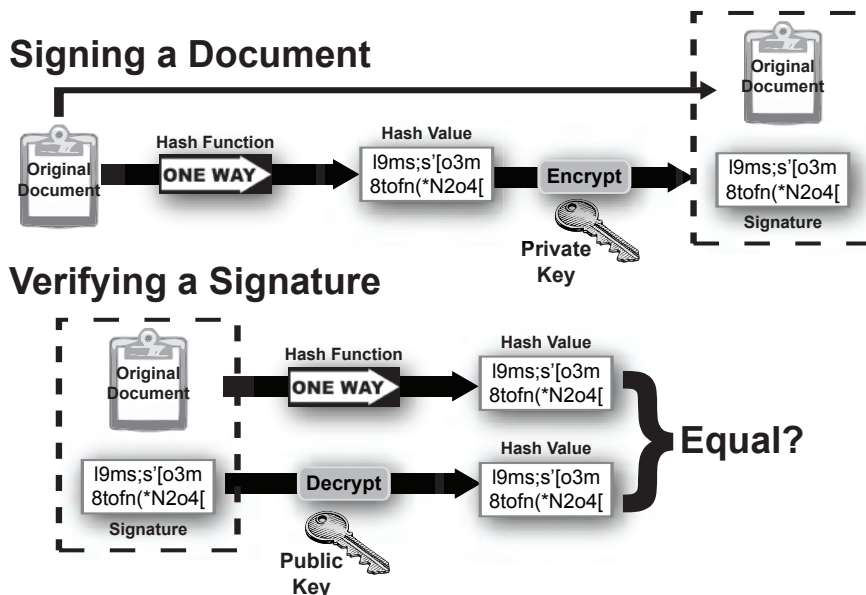 Signing a Document
Original
Document
Original
Document
Hash Function
ONE WAY
Hash Value
l9ms;s'[o3m
8tofn(*N2o4[
Encrypt
Private
Key
l9ms;s'[o3m
8tofn(*N2o4[
Signature
Verifying a Signature
Original
Document
Hash Function
ONE WAY
Hash Value
l9ms;s'[o3m
8tofn(*N2o4[
l9ms;s'[o3m
8tofn(*N2o4[
Signature
Decrypt
Public
Key
Hash Value
l9ms;s'[o3m
8tofn(*N2o4[
Equal?